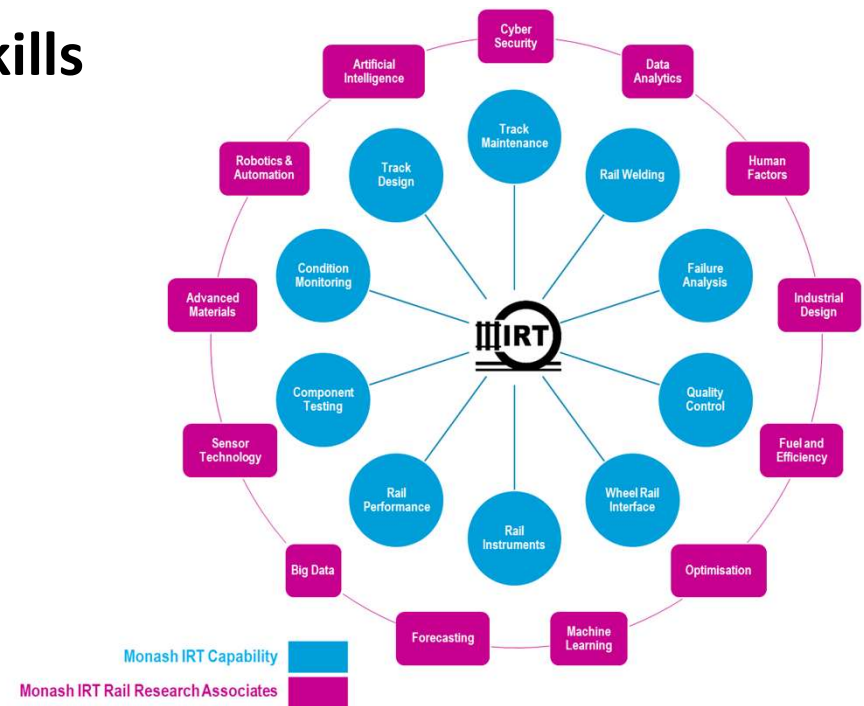 kills
Cyber
Security
Artificial
Intelligence
Data
Analytics
Track
Maintenance
Robotics &
Automation
Track
Design
Rail Welding
Human
Factors
Condition
Monitoring
Failure
Analysis
Advanced
Materials
Industrial
Design
IRT
Component
Testing
Quality
Control
Sensor
Technology
Fuel and
Efficiency
Rail
Performance
Wheel Rail
Interface
Rail
Instruments
Big Data
Optimisation
Forecasting
Machine
Learning
Monash IRT Capability
Monash IRT Rail Research Associates